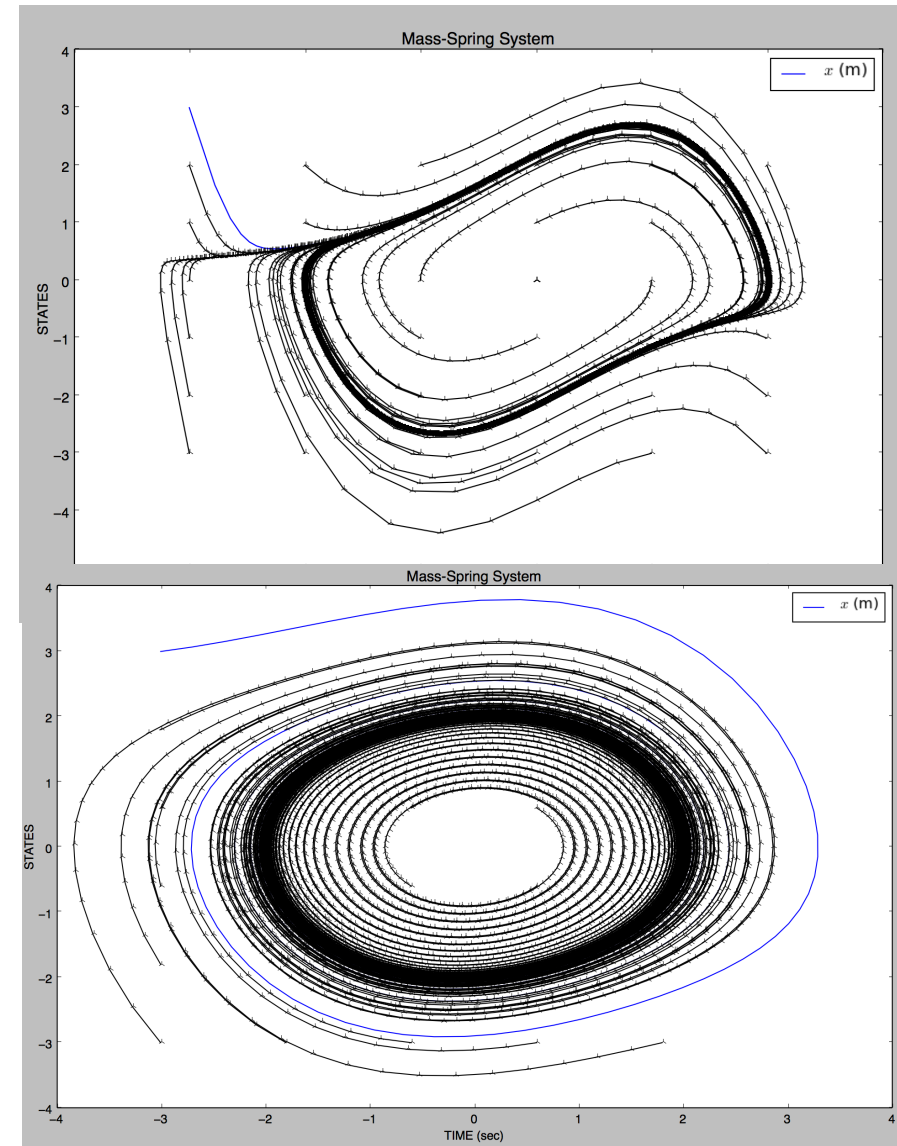 Mass-Spring System
x (m)
4
3
2
1
0
−1
−2
−3
−4
STATES
Mass-Spring System
x (m)
4
3
2
1
0
−1
−2
−3
−4
STATES
−4 −3 −2 −1 0 1 2 3 4
TIME (sec)